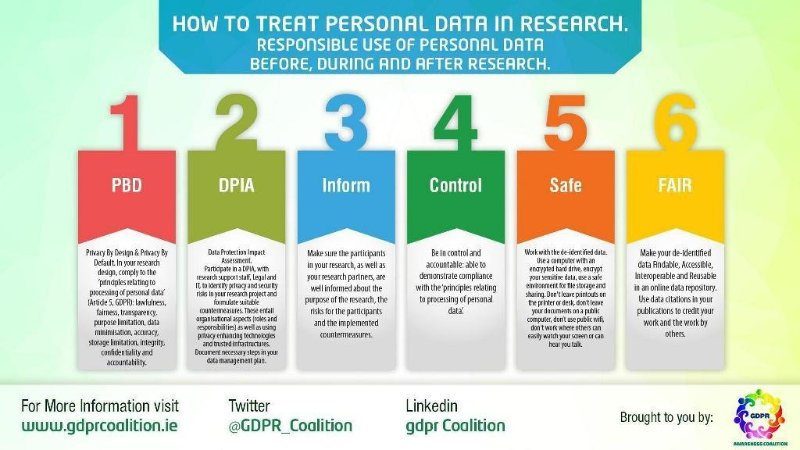 HOW TO TREAT PERSONAL DATA IN RESEARCH.
RESPONSIBLE USE OF PERSONAL DATA
BEFORE, DURING AND AFTER RESEARCH.
1
PBD
Privacy By Design & Privacy By
Default. In your research
design, comply to the
'principles relating to
processing of personal data'
(Article 5, GDPR): lawfulness,
fairness, transparency,
purpose limitation, data
minimisation, accuracy,
storage limitation, integrity,
confidentiality and
accountability.
2
DPIA
Data Protection Impact
Assessment.
Participate in a DPIA, with
research support staff, Legal and
IT, to identify privacy and security
risks in your research project and
formulate suitable
countermeasures. These entail
organisational aspects (roles and
responsibilities) as well as using
privacy enhancing technologies
and trusted infrastructures.
Document necessary steps in your
data management plan.
3
Inform
Make sure the participants
in your research, as well as
your research partners, are
well informed about the
purpose of the research, the
risks for the participants
and the implemented
countermeasures.
4
Control
Be in control and
accountable: able to
demonstrate compliance
with the 'principles relating
to processing of personal
data'.
5
Safe
Work with the de-identified data.
Use a computer with an
encrypted hard drive, encrypt
your sensitive data, use a safe
environment for file storage and
sharing. Don't leave printouts on
the printer or desk, don't leave
your documents on a public
computer, don't use public wifi,
don't work where others can
easily watch your screen or can
hear you talk.
6
FAIR
Make your de-identified
data Findable, Accessible,
Interoperable and Reusable
in an online data repository.
Use data citations in your
publications to credit your
work and the work by
others.
For More Information visit
www.gdprcoalition.ie
Twitter
@GDPR_Coalition
Linkedin
gdpr Coalition
Brought to you by:
GDPR
AWARENESS COALITION